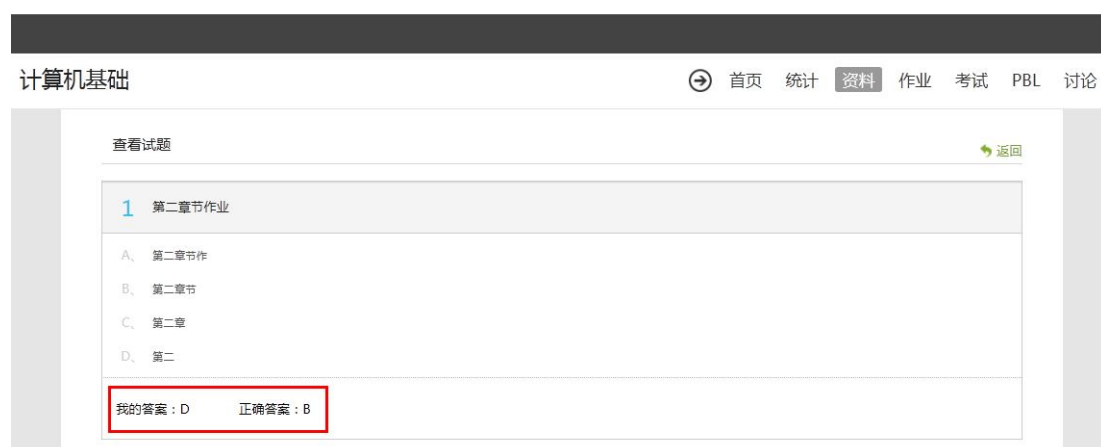 计算机基础 首页 统计 资料 作业 考试 PBL 讨论
查看试题 返回
1 第二章节作业
A、 第二章节作
B、 第二章节
C、 第二章
D、 第二
我的答案：D 正确答案：B